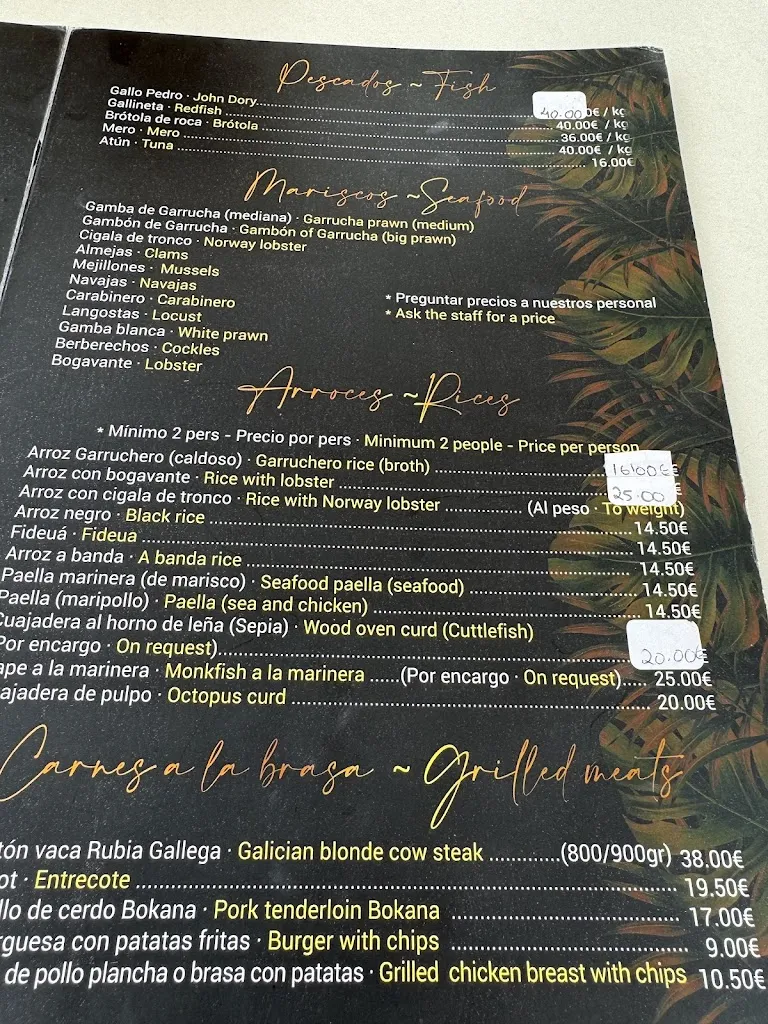 Pescados ~ Fish
Gallo Pedro · John Dory 40.00 0€ / kg
Gallineta · Redfish 40.00€ / kg
Brótola de roca · Brótola 36.00€ / kg
Mero · Mero 40.00€ / kg
Atún · Tuna 16.00€
Mariscos ~ Seafood
Gamba de Garrucha (mediana) · Garrucha prawn (medium)
Gambón de Garrucha · Gambón of Garrucha (big prawn)
Cigala de tronco · Norway lobster
Almejas · Clams
Mejillones · Mussels
Navajas · Navajas
Carabinero · Carabinero
Langostas · Locust
Gamba blanca · White prawn
Berberechos · Cockles
Bogavante · Lobster
* Preguntar precios a nuestros personal
* Ask the staff for a price
Arroces ~ Rices
* Mínimo 2 pers - Precio por pers · Minimum 2 people - Price per person
Arroz Garruchero (caldoso) · Garruchero rice (broth) 16'00€
Arroz con bogavante · Rice with lobster 25.00 €
Arroz con cigala de tronco · Rice with Norway lobster (Al peso · To weight)
Arroz negro · Black rice 14.50€
Fideuá · Fideua 14.50€
Arroz a banda · A banda rice 14.50€
Paella marinera (de marisco) · Seafood paella (seafood) 14.50€
Paella (maripollo) · Paella (sea and chicken) 14.50€
uajadera al horno de leña (Sepia) · Wood oven curd (Cuttlefish)
Por encargo · On request) 20.00€
ape a la marinera · Monkfish a la marinera (Por encargo · On request) 25.00€
ajadera de pulpo · Octopus curd 20.00€
Carnes a la brasa ~ Grilled meats
tón vaca Rubia Gallega · Galician blonde cow steak (800/900gr) 38.00€
ot · Entrecote 19.50€
llo de cerdo Bokana · Pork tenderloin Bokana 17.00€
rguesa con patatas fritas · Burger with chips 9.00€
de pollo plancha o brasa con patatas · Grilled chicken breast with chips 10.50€